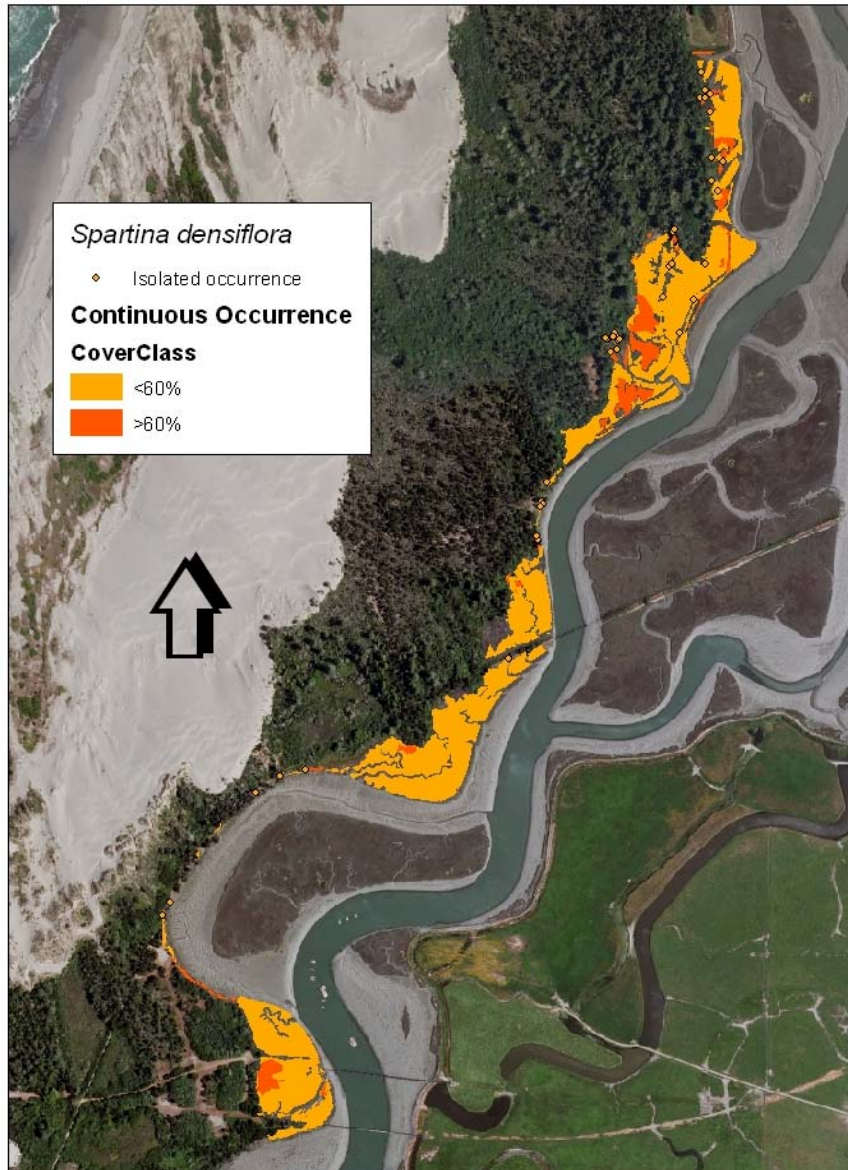 Spartina densiflora
Isolated occurrence
Continuous Occurrence
CoverClass
<60%
>60%